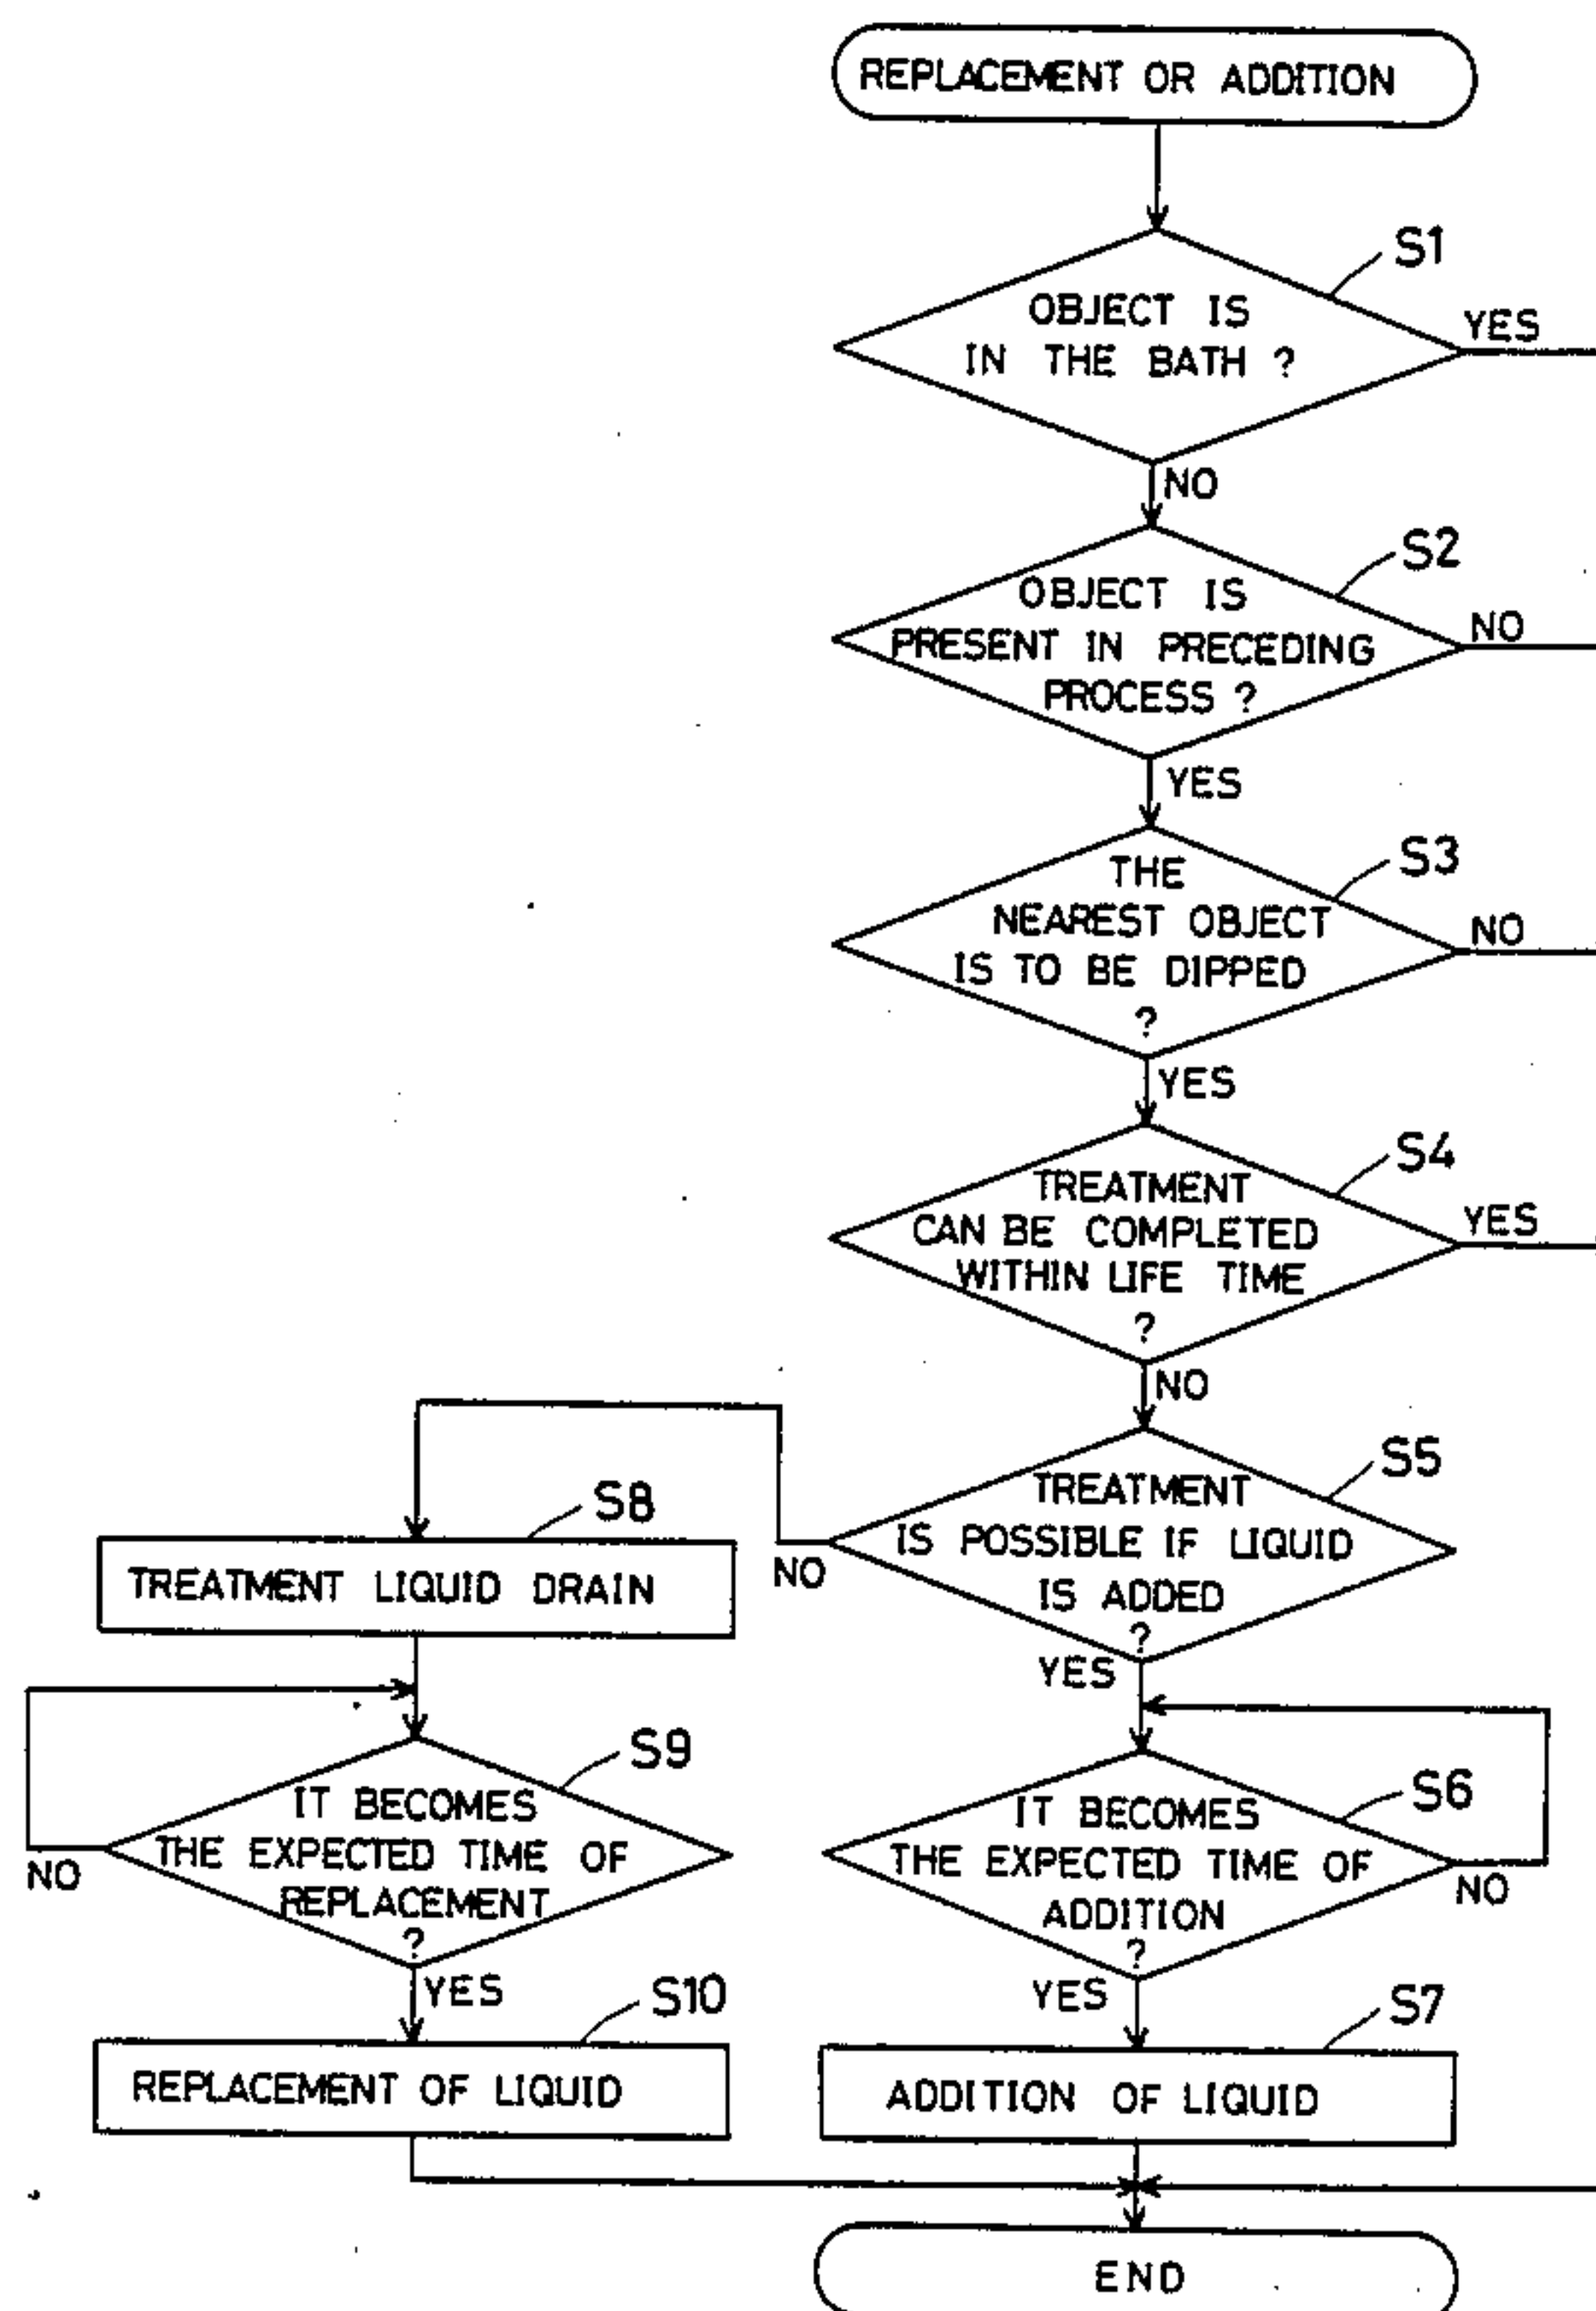 REPLACEMENT OR ADDITION
S1
OBJECT IS
IN THE BATH ?
YES
NO
S2
OBJECT IS
PRESENT IN PRECEDING
PROCESS ?
NO
YES
S3
THE
NEAREST OBJECT
IS TO BE DIPPED
?
NO
YES
S4
TREATMENT
CAN BE COMPLETED
WITHIN LIFE TIME
?
YES
NO
S5
TREATMENT
IS POSSIBLE IF LIQUID
IS ADDED
?
NO
YES
S8
TREATMENT LIQUID DRAIN
S9
IT BECOMES
THE EXPECTED TIME OF
REPLACEMENT
?
NO
YES
S10
REPLACEMENT OF LIQUID
S6
IT BECOMES
THE EXPECTED TIME OF
ADDITION
?
NO
YES
S7
ADDITION OF LIQUID
END